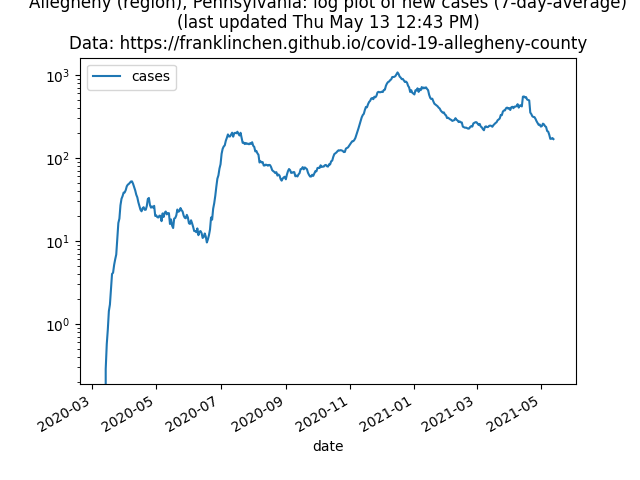 Allegheny (region), Pennsylvania: log plot of new cases (7-day-average)
(last updated Thu May 13 12:43 PM)
Data: https://franklinchen.github.io/covid-19-allegheny-county
cases
10³
10²
10¹
10⁰
2020-03 2020-05 2020-07 2020-09 2020-11 2021-01 2021-03 2021-05
date